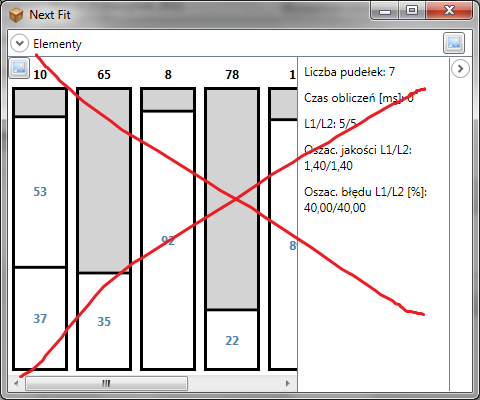 Next Fit
Elementy
10 65 8 78 1
53
37
35
92
22
8
Liczba pudełek: 7
Czas obliczeń [ms]: 0
L1/L2: 5/5
Oszac. jakości L1/L2:
1,40/1,40
Oszac. błędu L1/L2 [%]:
40,00/40,00